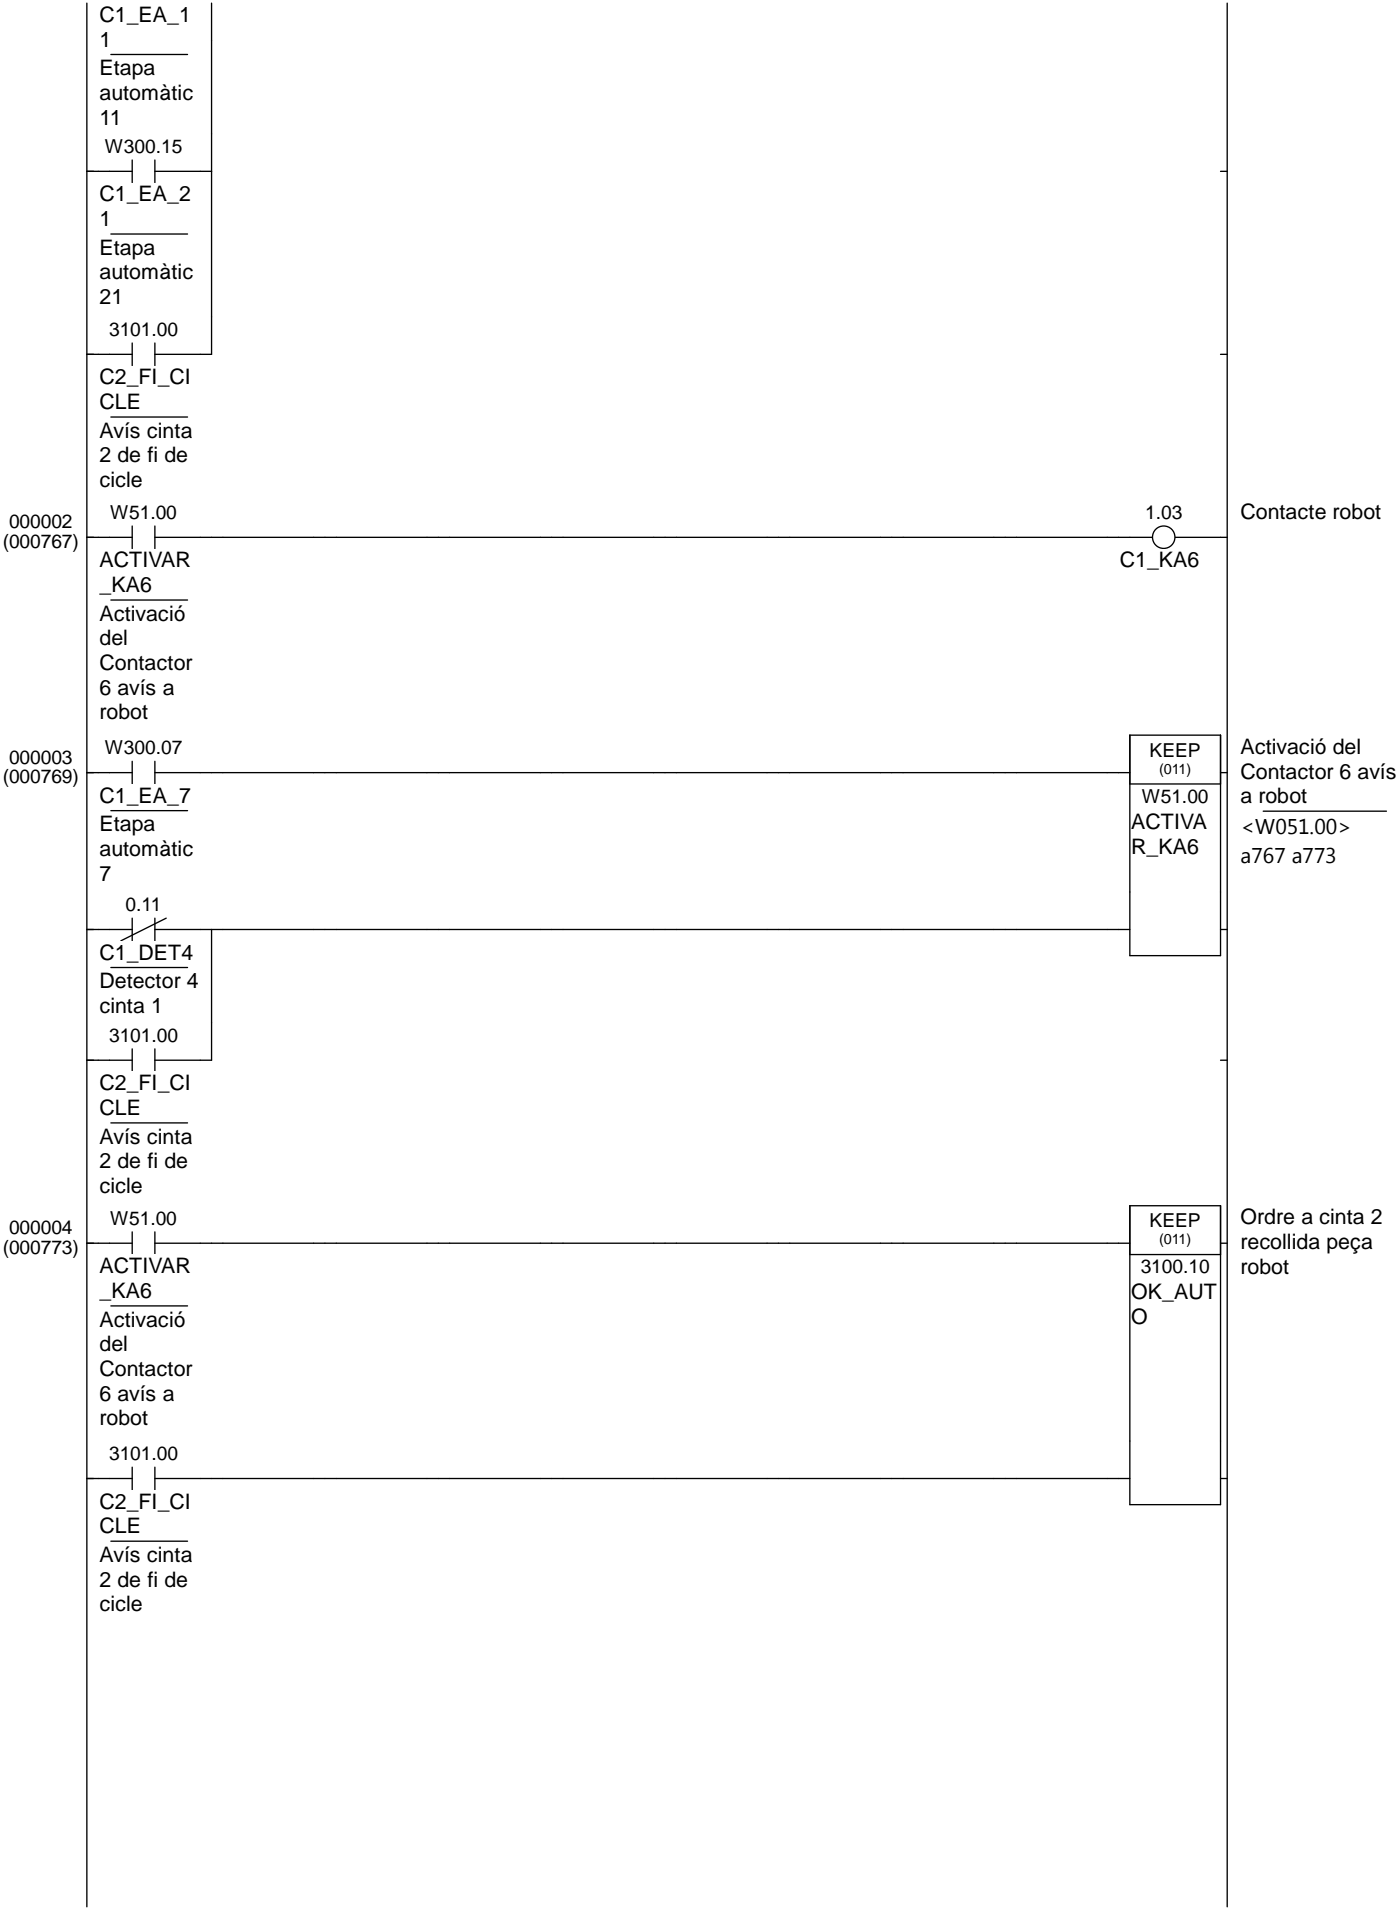 C1_EA_1
1
Etapa
automàtic
11
W300.15
C1_EA_2
1
Etapa
automàtic
21
3101.00
C2_FI_CI
CLE
Avís cinta
2 de fi de
cicle
000002
(000767)
W51.00
ACTIVAR
_KA6
Activació
del
Contactor
6 avís a
robot
1.03
C1_KA6
Contacte robot
000003
(000769)
W300.07
C1_EA_7
Etapa
automàtic
7
KEEP
(011)
W51.00
ACTIVA
R_KA6
Activació del
Contactor 6 avís
a robot
<W051.00>
a767 a773
0.11
C1_DET4
Detector 4
cinta 1
3101.00
C2_FI_CI
CLE
Avís cinta
2 de fi de
cicle
000004
(000773)
W51.00
ACTIVAR
_KA6
Activació
del
Contactor
6 avís a
robot
KEEP
(011)
3100.10
OK_AUT
O
Ordre a cinta 2
recollida peça
robot
3101.00
C2_FI_CI
CLE
Avís cinta
2 de fi de
cicle